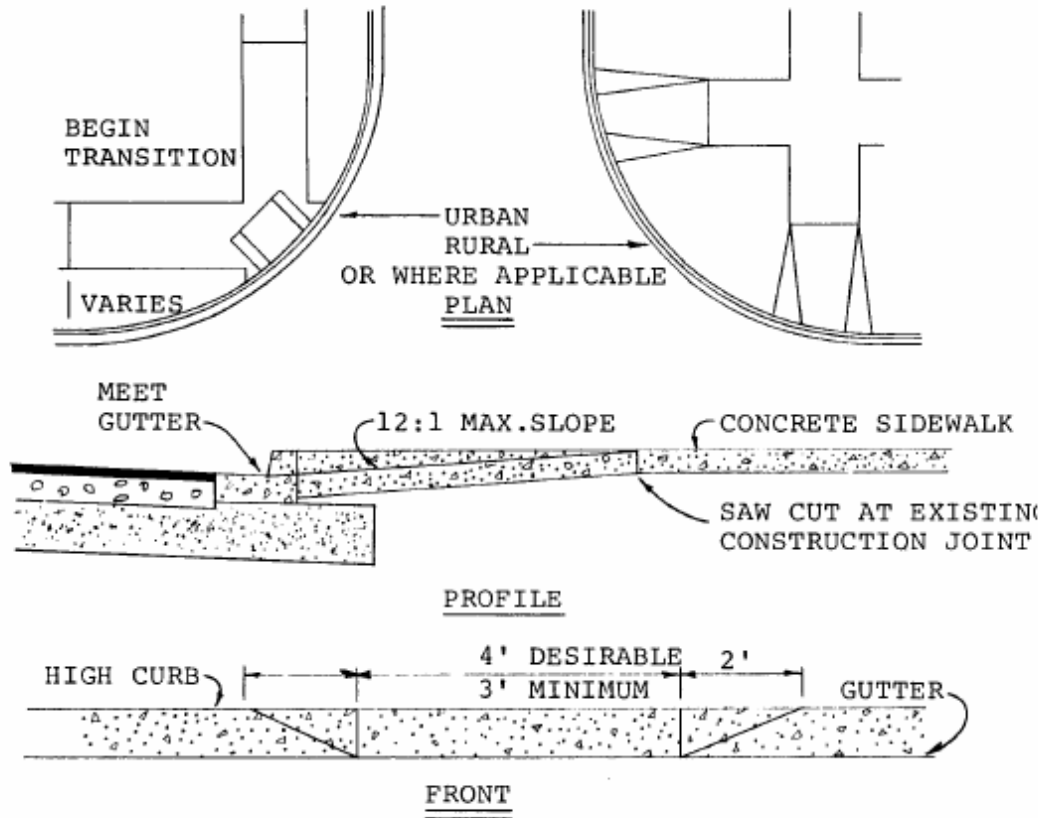 BEGIN
TRANSITION
URBAN
RURAL
OR WHERE APPLICABLE
VARIES
PLAN
MEET
GUTTER
12:1 MAX.SLOPE
CONCRETE SIDEWALK
SAW CUT AT EXISTING
CONSTRUCTION JOINT
PROFILE
HIGH CURB
4' DESIRABLE
3' MINIMUM
2'
GUTTER
FRONT